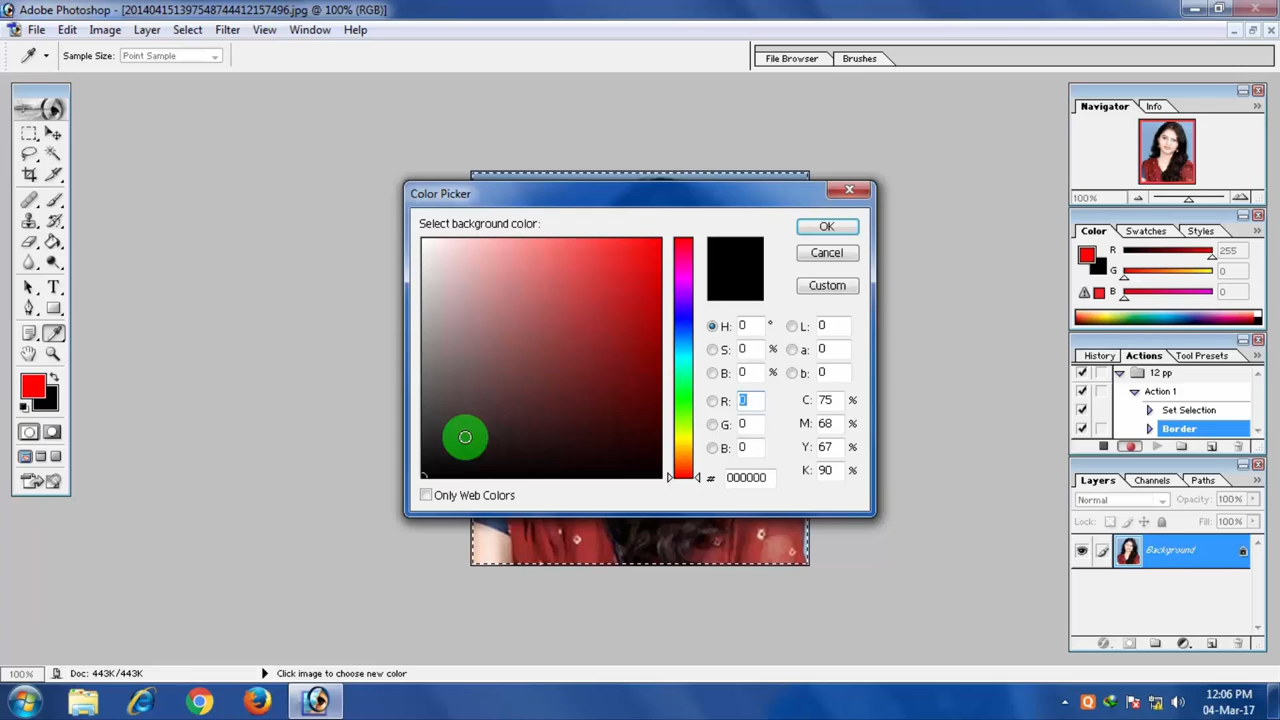 Adobe Photoshop - [201404151397548744412157496.jpg @ 100% (RGB)]
File Edit Image Layer Select Filter View Window Help
Sample Size: Point Sample
File Browser Brushes
Navigator Info
100%
Color Picker
Select background color:
OK
Cancel
Custom
H: 0 °
S: 0 %
B: 0 %
R: 0
G: 0
B: 0
L: 0
a: 0
b: 0
C: 75 %
M: 68 %
Y: 67 %
K: 90 %
# 000000
Only Web Colors
Color Swatches Styles
R 255
G 0
B 0
History Actions Tool Presets
12 pp
Action 1
Set Selection
Border
Layers Channels Paths
Normal Opacity: 100%
Lock: Fill: 100%
Background
100% Doc: 443K/443K Click image to choose new color
12:06 PM
04-Mar-17